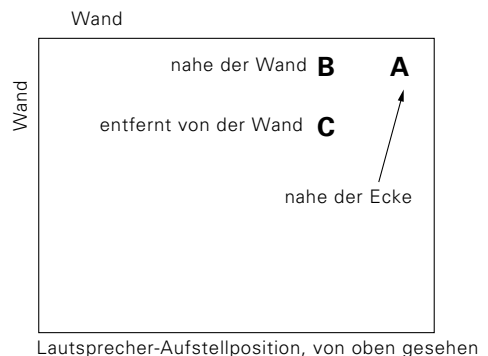 Wand
Wand
nahe der Wand B A
entfernt von der Wand C
nahe der Ecke
Lautsprecher-Aufstellposition, von oben gesehen